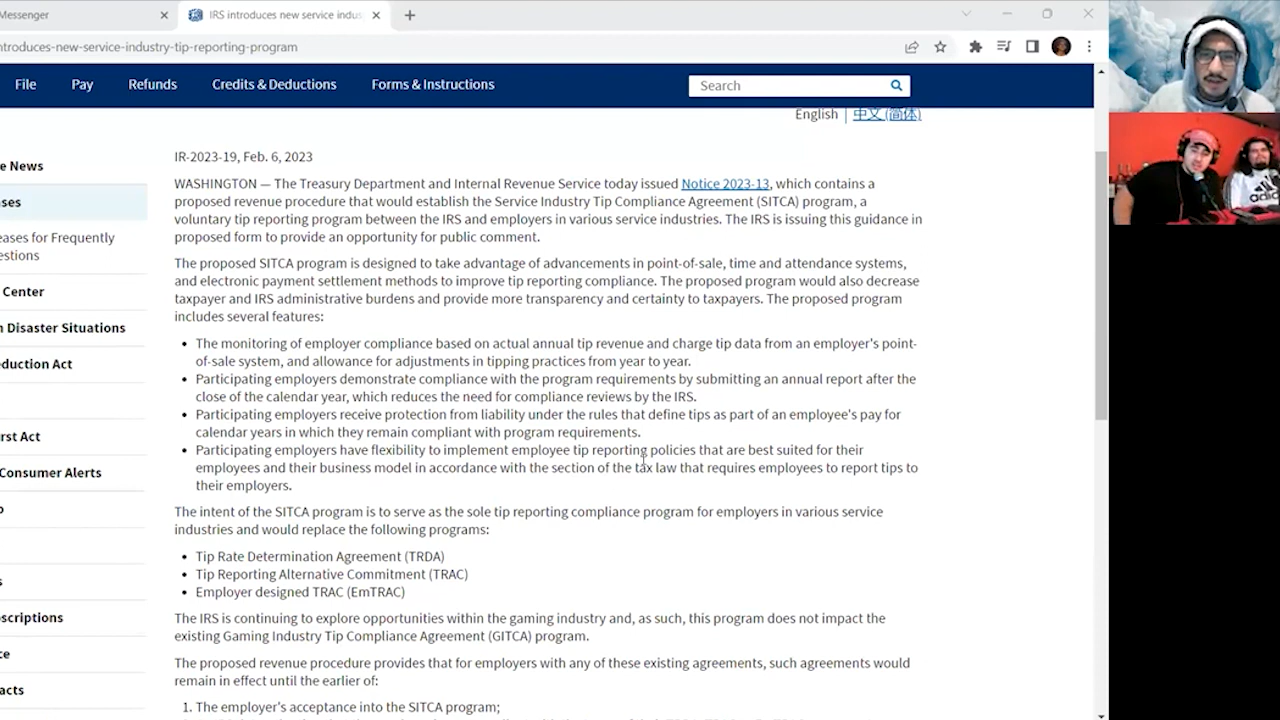 Messenger
IRS introduces new service indus
ntroduces-new-service-industry-tip-reporting-program
File Pay Refunds Credits & Deductions Forms & Instructions Search
English 中文 (简体)
IR-2023-19, Feb. 6, 2023
WASHINGTON — The Treasury Department and Internal Revenue Service today issued Notice 2023-13, which contains a
proposed revenue procedure that would establish the Service Industry Tip Compliance Agreement (SITCA) program, a
voluntary tip reporting program between the IRS and employers in various service industries. The IRS is issuing this guidance in
proposed form to provide an opportunity for public comment.
The proposed SITCA program is designed to take advantage of advancements in point-of-sale, time and attendance systems,
and electronic payment settlement methods to improve tip reporting compliance. The proposed program would also decrease
taxpayer and IRS administrative burdens and provide more transparency and certainty to taxpayers. The proposed program
includes several features:
• The monitoring of employer compliance based on actual annual tip revenue and charge tip data from an employer's point-
of-sale system, and allowance for adjustments in tipping practices from year to year.
• Participating employers demonstrate compliance with the program requirements by submitting an annual report after the
close of the calendar year, which reduces the need for compliance reviews by the IRS.
• Participating employers receive protection from liability under the rules that define tips as part of an employee's pay for
calendar years in which they remain compliant with program requirements.
• Participating employers have flexibility to implement employee tip reporting policies that are best suited for their
employees and their business model in accordance with the section of the tax law that requires employees to report tips to
their employers.
The intent of the SITCA program is to serve as the sole tip reporting compliance program for employers in various service
industries and would replace the following programs:
• Tip Rate Determination Agreement (TRDA)
• Tip Reporting Alternative Commitment (TRAC)
• Employer designed TRAC (EmTRAC)
The IRS is continuing to explore opportunities within the gaming industry and, as such, this program does not impact the
existing Gaming Industry Tip Compliance Agreement (GITCA) program.
The proposed revenue procedure provides that for employers with any of these existing agreements, such agreements would
remain in effect until the earlier of:
1. The employer's acceptance into the SITCA program;
e News
ases
eases for Frequently
estions
Center
n Disaster Situations
eduction Act
rst Act
Consumer Alerts
o
s
oscriptions
ce
acts
adidas